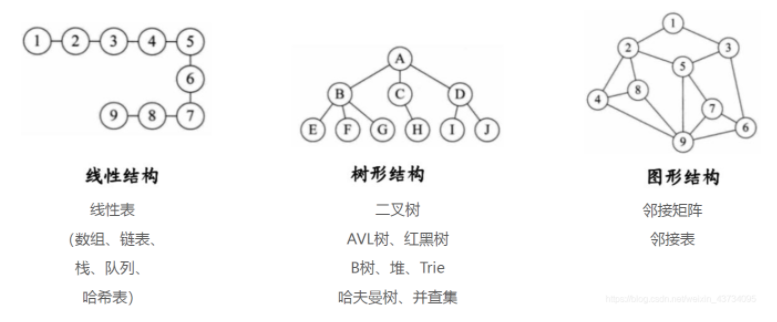 1 2 3 4 5
6
9 8 7
A
B C D
E F G H I J
1
2 3
5
4 8 7
6
9
线性结构
线性表
(数组、链表、
栈、队列、
哈希表)
树形结构
二叉树
AVL树、红黑树
B树、堆、Trie
哈夫曼树、并查集
图形结构
邻接矩阵
邻接表